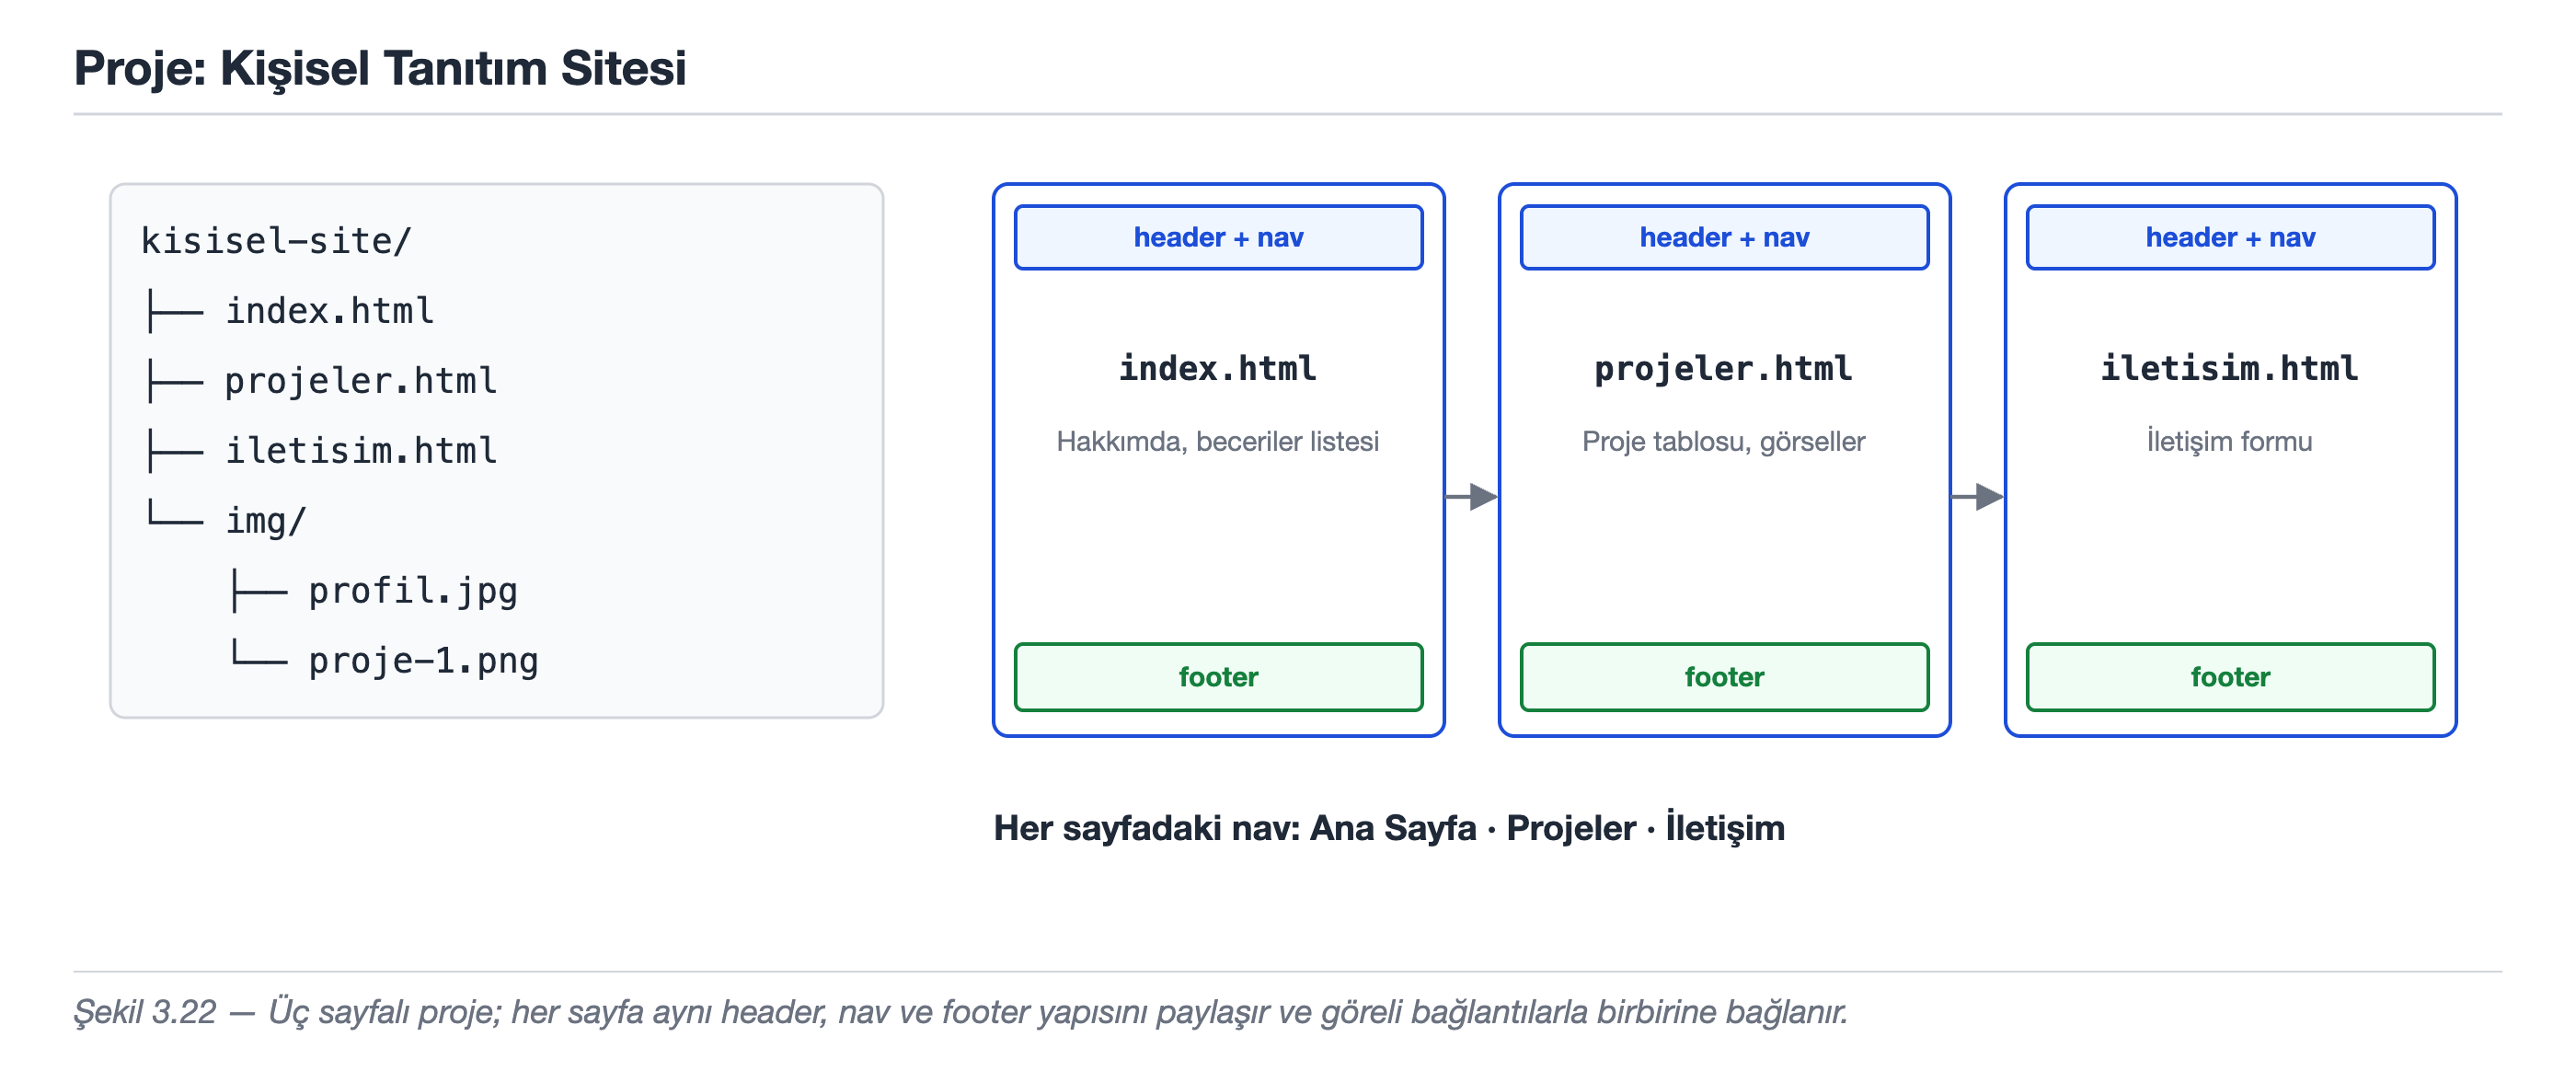 Proje: Kişisel Tanıtım Sitesi
kisisel-site/
├── index.html
├── projeler.html
├── iletisim.html
└── img/
    ├── profil.jpg
    └── proje-1.png
header + nav
index.html
Hakkımda, beceriler listesi
footer
header + nav
projeler.html
Proje tablosu, görseller
footer
header + nav
iletisim.html
İletişim formu
footer
Her sayfadaki nav: Ana Sayfa · Projeler · İletişim
Şekil 3.22 — Üç sayfalı proje; her sayfa aynı header, nav ve footer yapısını paylaşır ve göreli bağlantılarla birbirine bağlanır.